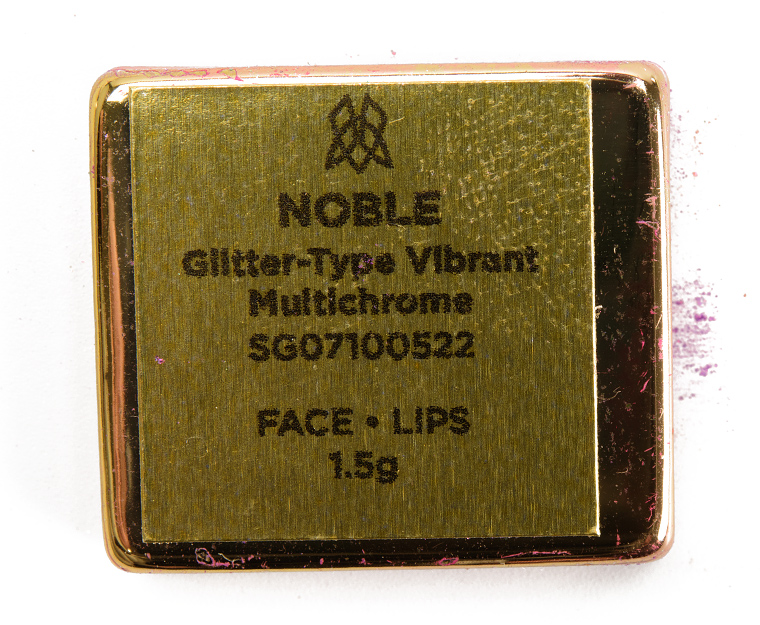 NOBLE
Glitter-Type Vibrant
Multichrome
SG07100522
FACE • LIPS
1.5g